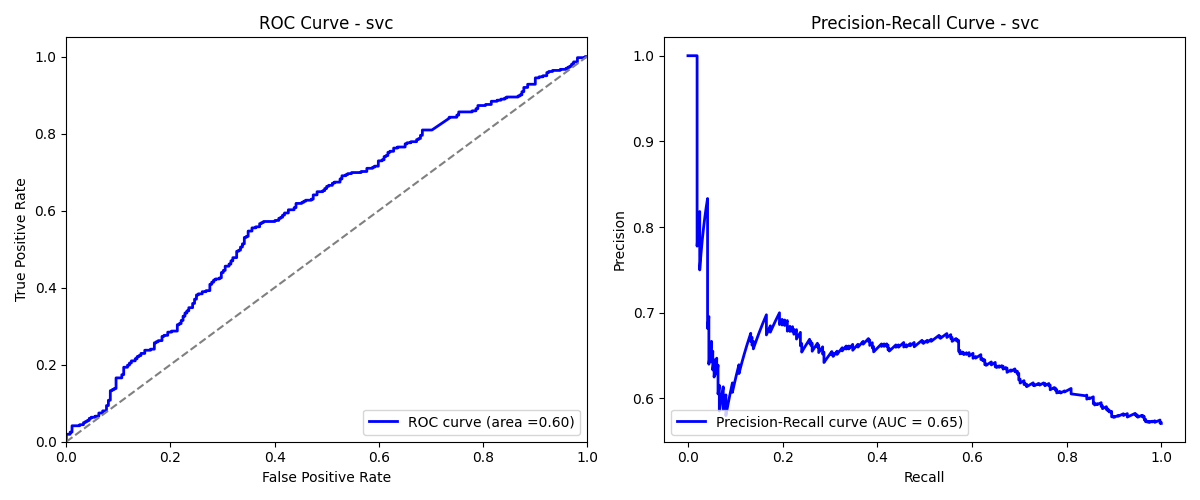 ROC Curve - svc
True Positive Rate
1.0
0.8
0.6
0.4
0.2
0.0
ROC curve (area =0.60)
0.0 0.2 0.4 0.6 0.8 1.0
False Positive Rate
Precision-Recall Curve - svc
Precision
1.0
0.9
0.8
0.7
0.6
Precision-Recall curve (AUC = 0.65)
0.0 0.2 0.4 0.6 0.8 1.0
Recall